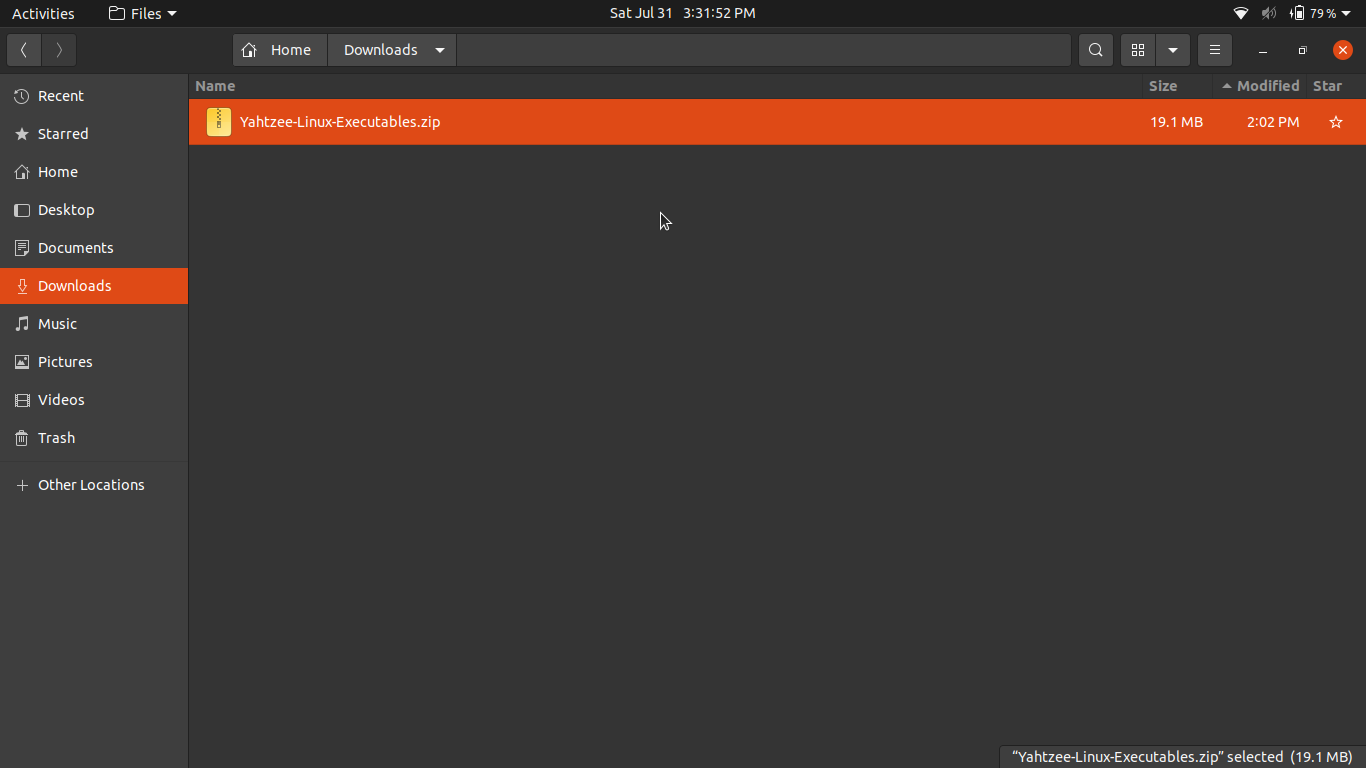 Activities Files Sat Jul 31 3:31:52 PM 79 %
Home Downloads
Name Size Modified Star
Yahtzee-Linux-Executables.zip 19.1 MB 2:02 PM
Recent
Starred
Home
Desktop
Documents
Downloads
Music
Pictures
Videos
Trash
Other Locations
“Yahtzee-Linux-Executables.zip” selected (19.1 MB)